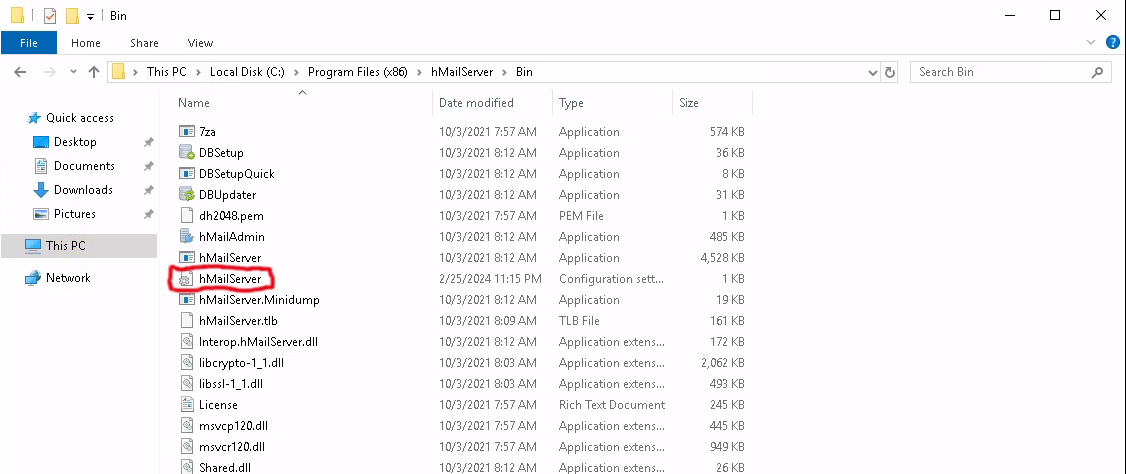 Bin
File Home Share View
This PC Local Disk (C:) Program Files (x86) hMailServer Bin Search Bin
Name Date modified Type Size
Quick access
Desktop
Documents
Downloads
Pictures
This PC
Network
7za 10/3/2021 7:57 AM Application 574 KB
DBSetup 10/3/2021 8:12 AM Application 36 KB
DBSetupQuick 10/3/2021 8:12 AM Application 8 KB
DBUpdater 10/3/2021 8:12 AM Application 31 KB
dh2048.pem 10/3/2021 7:57 AM PEM File 1 KB
hMailAdmin 10/3/2021 8:12 AM Application 485 KB
hMailServer 10/3/2021 8:12 AM Application 4,528 KB
hMailServer 2/25/2024 11:15 PM Configuration sett... 1 KB
hMailServer.Minidump 10/3/2021 8:12 AM Application 19 KB
hMailServer.tlb 10/3/2021 8:09 AM TLB File 161 KB
Interop.hMailServer.dll 10/3/2021 8:12 AM Application extens... 172 KB
libcrypto-1_1.dll 10/3/2021 8:03 AM Application extens... 2,062 KB
libssl-1_1.dll 10/3/2021 8:03 AM Application extens... 493 KB
License 10/3/2021 7:57 AM Rich Text Document 245 KB
msvcp120.dll 10/3/2021 7:57 AM Application extens... 445 KB
msvcr120.dll 10/3/2021 7:57 AM Application extens... 949 KB
Shared.dll 10/3/2021 8:12 AM Application extens... 26 KB